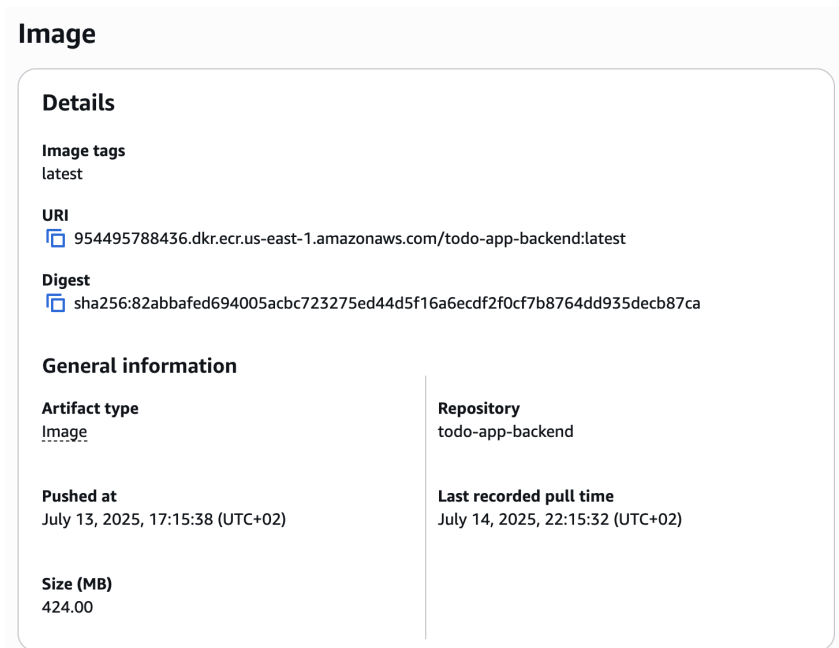 Image
Details
Image tags
latest
URI
954495788436.dkr.ecr.us-east-1.amazonaws.com/todo-app-backend:latest
Digest
sha256:82abbafed694005acbc723275ed44d5f16a6ecdf2f0cf7b8764dd935decb87ca
General information
Artifact type
Image
Repository
todo-app-backend
Pushed at
July 13, 2025, 17:15:38 (UTC+02)
Last recorded pull time
July 14, 2025, 22:15:32 (UTC+02)
Size (MB)
424.00